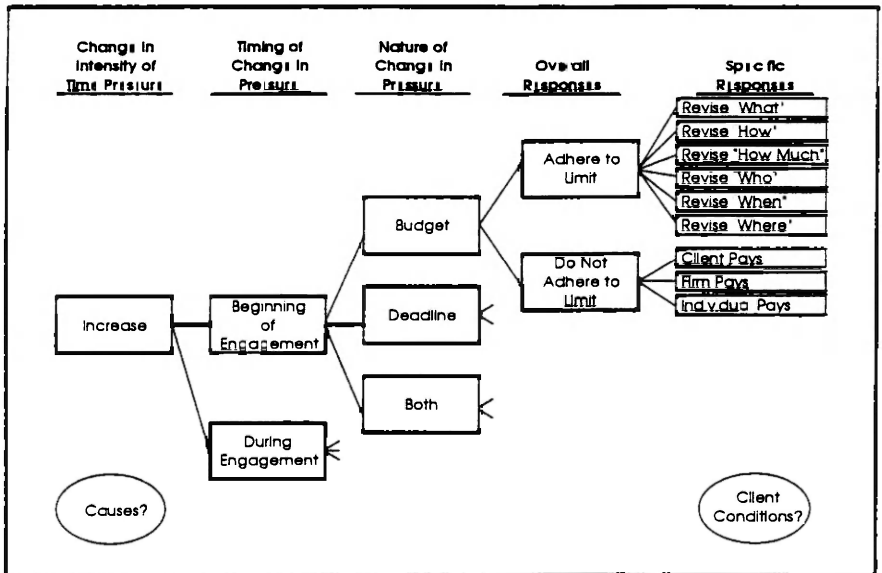 Change in
Intensity of
Time Pressure
Timing of
Change in
Pressure
Nature of
Change in
Pressure
Overall
Responses
Specific
Responses
Increase
Beginning
of
Engagement
During
Engagement
Budget
Deadline
Both
Adhere to
Limit
Do Not
Adhere to
Limit
Revise What"
Revise How"
Revise "How Much"
Revise "Who"
Revise When"
Revise Where"
Client Pays
Firm Pays
Individual Pays
Causes?
Client
Conditions?